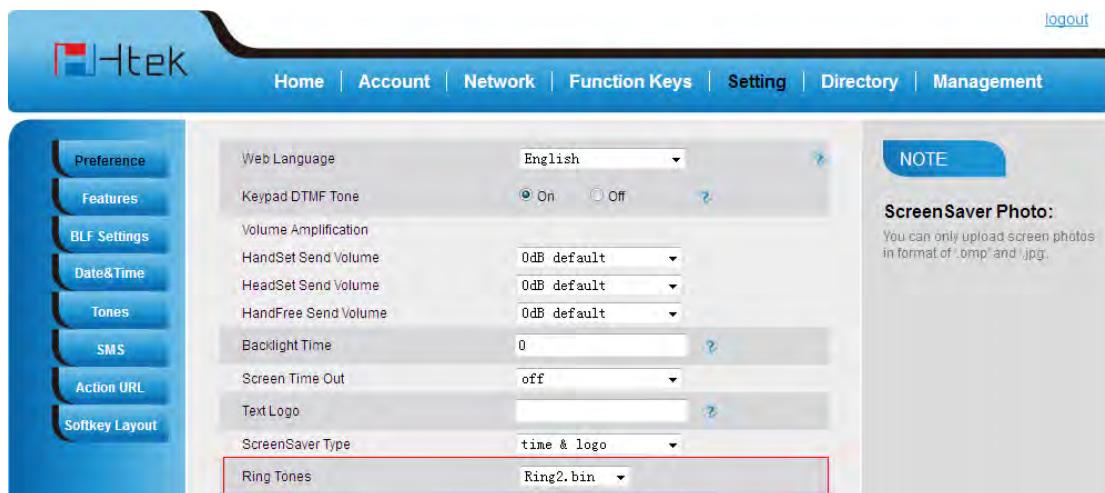 logout
Htek
Home | Account | Network | Function Keys | Setting | Directory | Management
Preference
Features
BLF Settings
Date&Time
Tones
SMS
Action URL
Softkey Layout
Web Language English
Keypad DTMF Tone On Off
Volume Amplification
HandSet Send Volume 0dB default
HeadSet Send Volume 0dB default
HandFree Send Volume 0dB default
Backlight Time 0
Screen Time Out off
Text Logo
ScreenSaver Type time & logo
Ring Tones Ring2.bin
NOTE
ScreenSaver Photo:
You can only upload screen photos
in format of '.bmp' and '.jpg'.